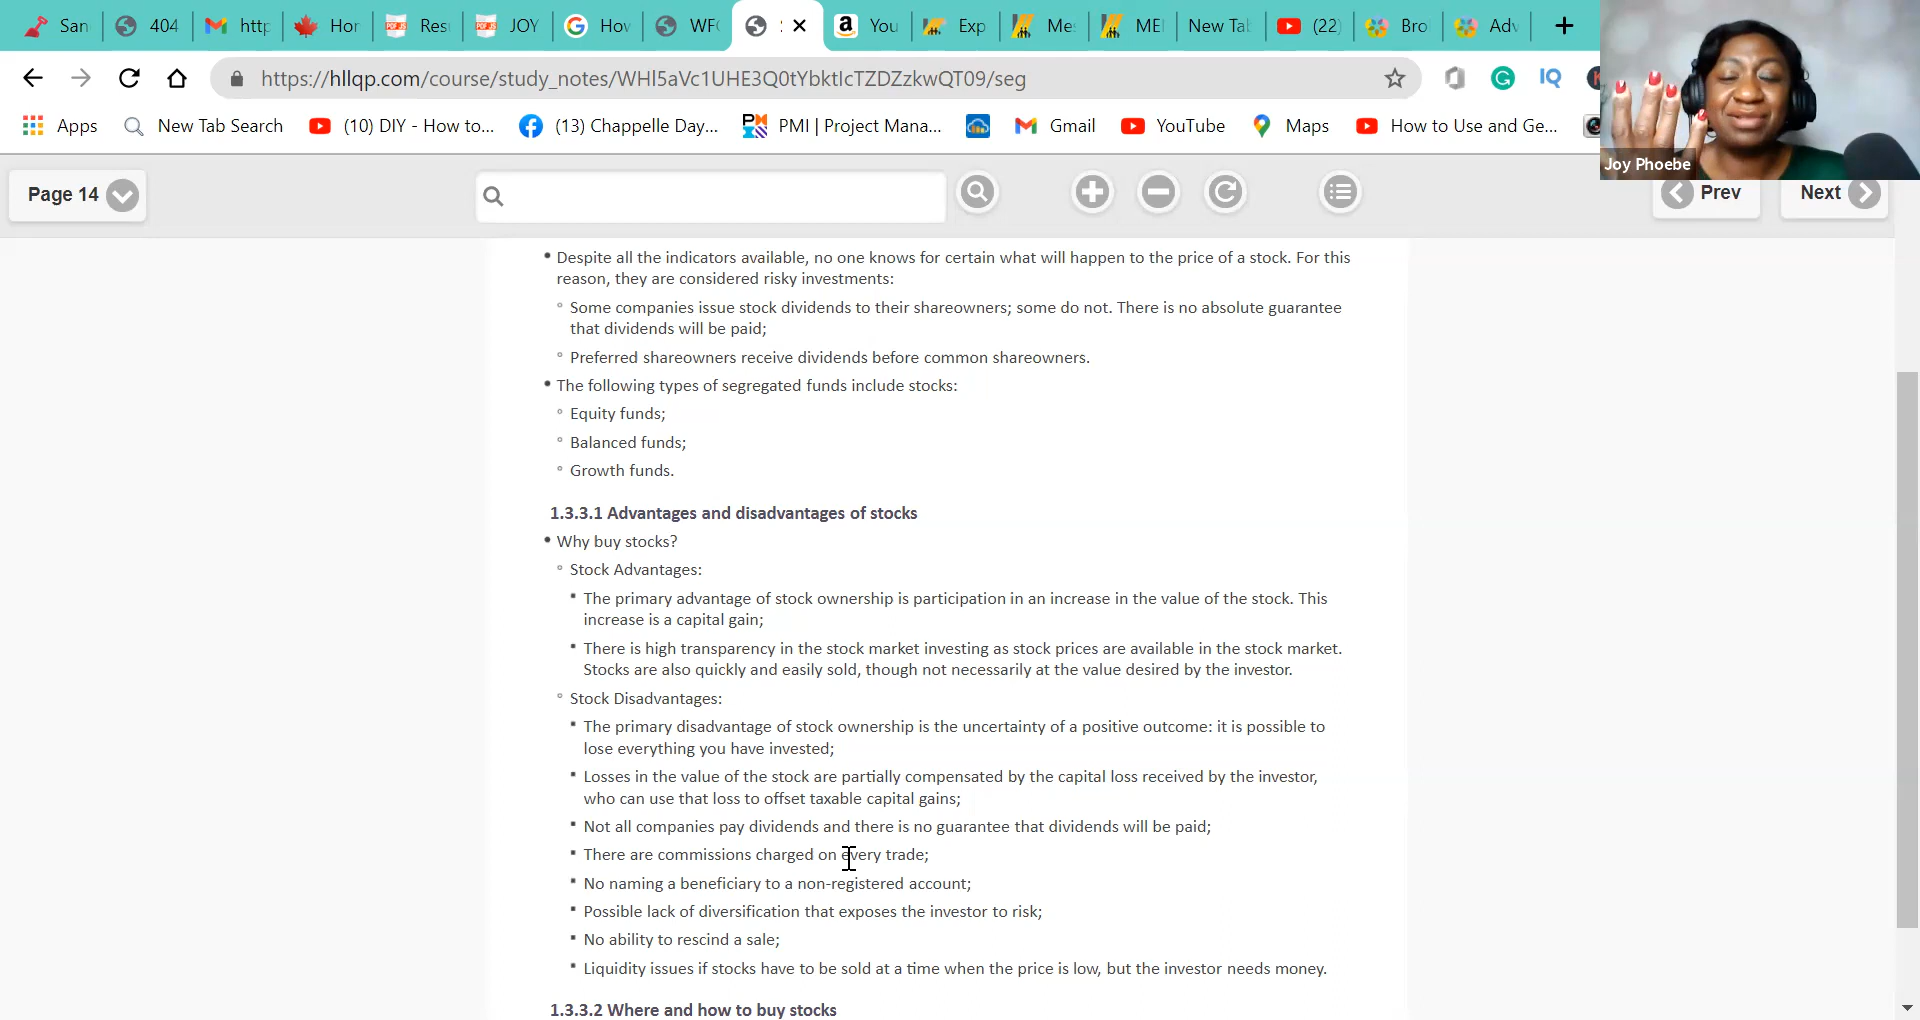 San 404 http Hor Res JOY Hov WFG : You Exp Me ME New Tab (22) Bro Adv
https://hllqp.com/course/study_notes/WHl5aVc1UHE3Q0tYbktIcTZDZzkwQT09/seg
Apps New Tab Search (10) DIY - How to... (13) Chappelle Day... PMI | Project Mana... Gmail YouTube Maps How to Use and Ge...
Joy Phoebe
Page 14 Prev Next
• Despite all the indicators available, no one knows for certain what will happen to the price of a stock. For this
reason, they are considered risky investments:
◦ Some companies issue stock dividends to their shareowners; some do not. There is no absolute guarantee
that dividends will be paid;
◦ Preferred shareowners receive dividends before common shareowners.
• The following types of segregated funds include stocks:
◦ Equity funds;
◦ Balanced funds;
◦ Growth funds.
1.3.3.1 Advantages and disadvantages of stocks
• Why buy stocks?
◦ Stock Advantages:
▪ The primary advantage of stock ownership is participation in an increase in the value of the stock. This
increase is a capital gain;
▪ There is high transparency in the stock market investing as stock prices are available in the stock market.
Stocks are also quickly and easily sold, though not necessarily at the value desired by the investor.
◦ Stock Disadvantages:
▪ The primary disadvantage of stock ownership is the uncertainty of a positive outcome: it is possible to
lose everything you have invested;
▪ Losses in the value of the stock are partially compensated by the capital loss received by the investor,
who can use that loss to offset taxable capital gains;
▪ Not all companies pay dividends and there is no guarantee that dividends will be paid;
▪ There are commissions charged on every trade;
▪ No naming a beneficiary to a non-registered account;
▪ Possible lack of diversification that exposes the investor to risk;
▪ No ability to rescind a sale;
▪ Liquidity issues if stocks have to be sold at a time when the price is low, but the investor needs money.
1.3.3.2 Where and how to buy stocks